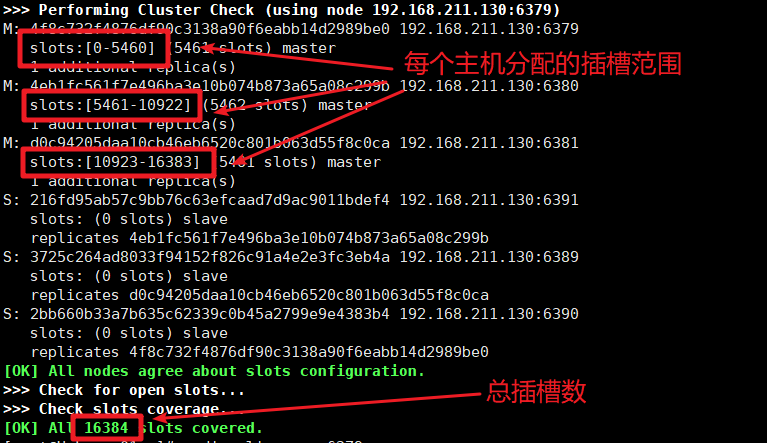 >>> Performing Cluster Check (using node 192.168.211.130:6379)
M: 4f8c732f4876df90c3138a90f6eabb14d2989be0 192.168.211.130:6379
slots:[0-5460] (5461 slots) master
1 additional replica(s)
每个主机分配的插槽范围
M: 4eb1fc561f7e496ba3e10b074b873a65a08c299b 192.168.211.130:6380
slots:[5461-10922] (5462 slots) master
1 additional replica(s)
M: d0c94205daa10cb46eb6520c801b063d55f8c0ca 192.168.211.130:6381
slots:[10923-16383] (5461 slots) master
1 additional replica(s)
S: 216fd95ab57c9bb76c63efcaad7d9ac9011bdef4 192.168.211.130:6391
slots: (0 slots) slave
replicates 4eb1fc561f7e496ba3e10b074b873a65a08c299b
S: 3725c264ad8033f94152f826c91a4e2e3fc3eb4a 192.168.211.130:6389
slots: (0 slots) slave
replicates d0c94205daa10cb46eb6520c801b063d55f8c0ca
S: 2bb660b33a7b635c62339c0b45a2799e9e4383b4 192.168.211.130:6390
slots: (0 slots) slave
replicates 4f8c732f4876df90c3138a90f6eabb14d2989be0
[OK] All nodes agree about slots configuration.
>>> Check for open slots...
总插槽数
>>> Check slots coverage...
[OK] All 16384 slots covered.